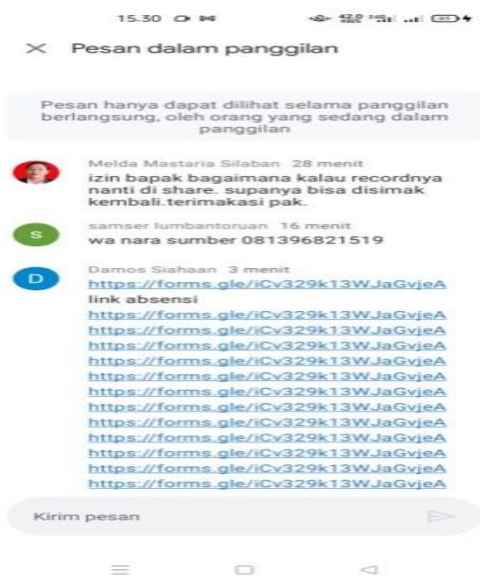 15.30
Pesan dalam panggilan
Pesan hanya dapat dilihat selama panggilan
berlangsung, oleh orang yang sedang dalam
panggilan
Melda Mastaria Silaban 28 menit
izin bapak bagaimana kalau recordnya
nanti di share. supanya bisa disimak
kembali.terimakasi pak.
S
samser lumbantoruan 16 menit
wa nara sumber 081396821519
D
Damos Siahaan 3 menit
https://forms.gle/iCv329k13WJaGvjeA
link absensi
https://forms.gle/iCv329k13WJaGvjeA
https://forms.gle/iCv329k13WJaGvjeA
https://forms.gle/iCv329k13WJaGvjeA
https://forms.gle/iCv329k13WJaGvjeA
https://forms.gle/iCv329k13WJaGvjeA
https://forms.gle/iCv329k13WJaGvjeA
https://forms.gle/iCv329k13WJaGvjeA
https://forms.gle/iCv329k13WJaGvjeA
https://forms.gle/iCv329k13WJaGvjeA
https://forms.gle/iCv329k13WJaGvjeA
https://forms.gle/iCv329k13WJaGvjeA
https://forms.gle/iCv329k13WJaGvjeA
Kirim pesan